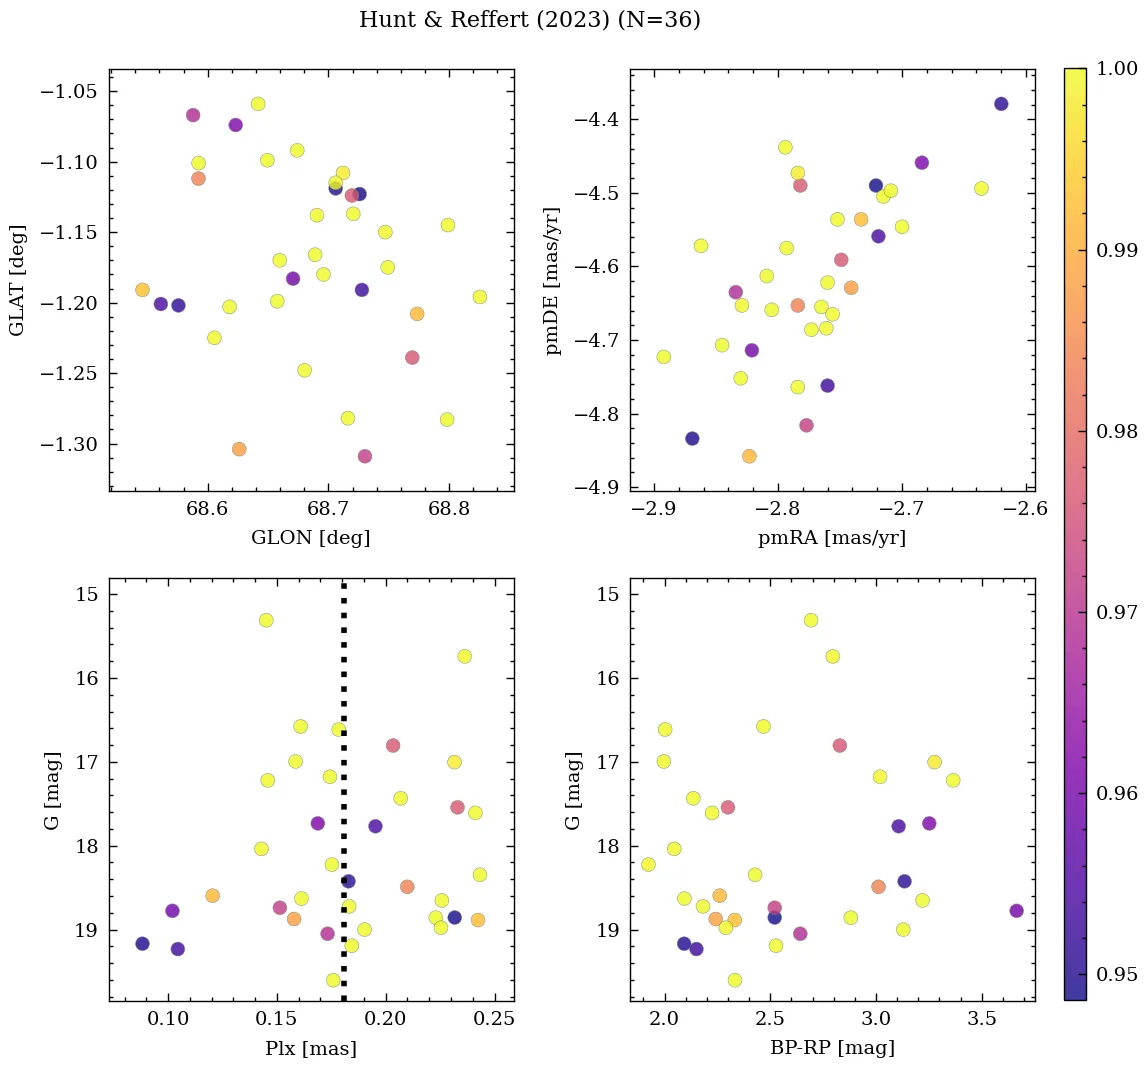 Hunt & Reffert (2023) (N=36)
−1.05
−1.10
−1.15
−1.20
−1.25
−1.30
GLAT [deg]
68.6 68.7 68.8
GLON [deg]
−4.4
−4.5
−4.6
−4.7
−4.8
−4.9
pmDE [mas/yr]
−2.9 −2.8 −2.7 −2.6
pmRA [mas/yr]
15
16
17
18
19
G [mag]
0.10 0.15 0.20 0.25
Plx [mas]
15
16
17
18
19
G [mag]
2.0 2.5 3.0 3.5
BP-RP [mag]
1.00
0.99
0.98
0.97
0.96
0.95